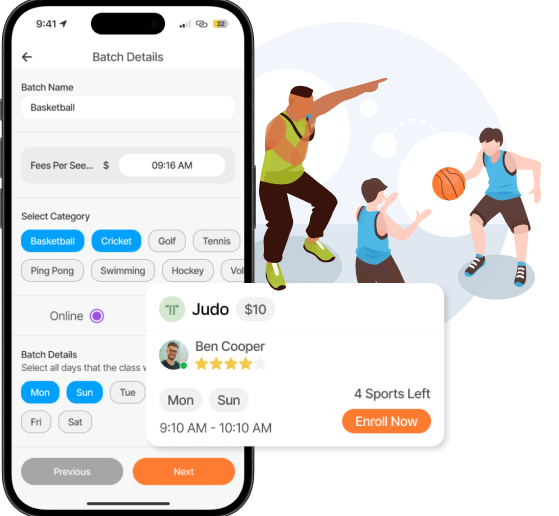 9:41
32
Batch Details
Batch Name
Basketball
Fees Per See... $ 09:16 AM
Select Category
Basketball Cricket Golf Tennis
Ping Pong Swimming Hockey Vol
Online
Batch Details
Select all days that the class w
Mon Sun Tue
Fri Sat
Previous Next
Judo $10
Ben Cooper
Mon Sun
4 Sports Left
9:10 AM - 10:10 AM
Enroll Now